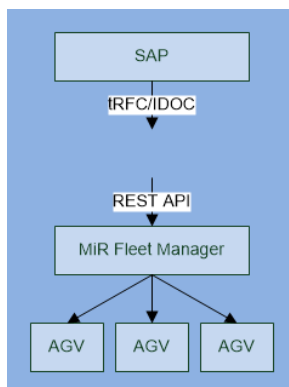 SAP
tRFC/IDOC
REST API
MiR Fleet Manager
AGV AGV AGV